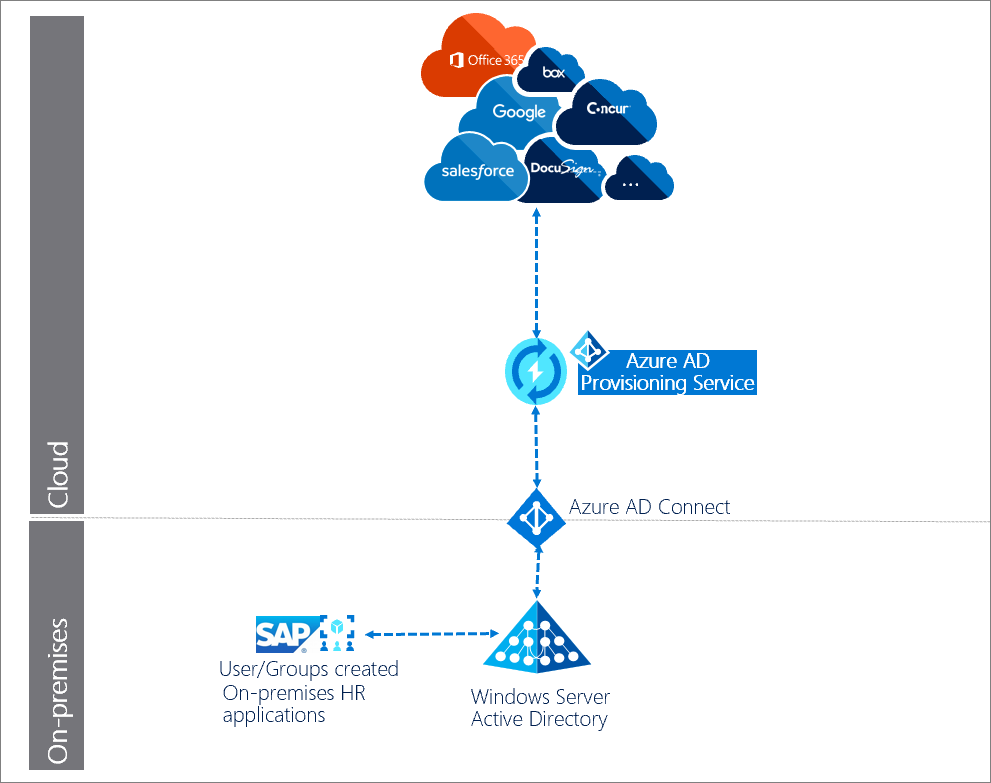 Office 365
box
Google
C•ncur
salesforce
DocuSign
...
Azure AD
Provisioning Service
Cloud
Azure AD Connect
On-premises
SAP
User/Groups created
On-premises HR
applications
Windows Server
Active Directory